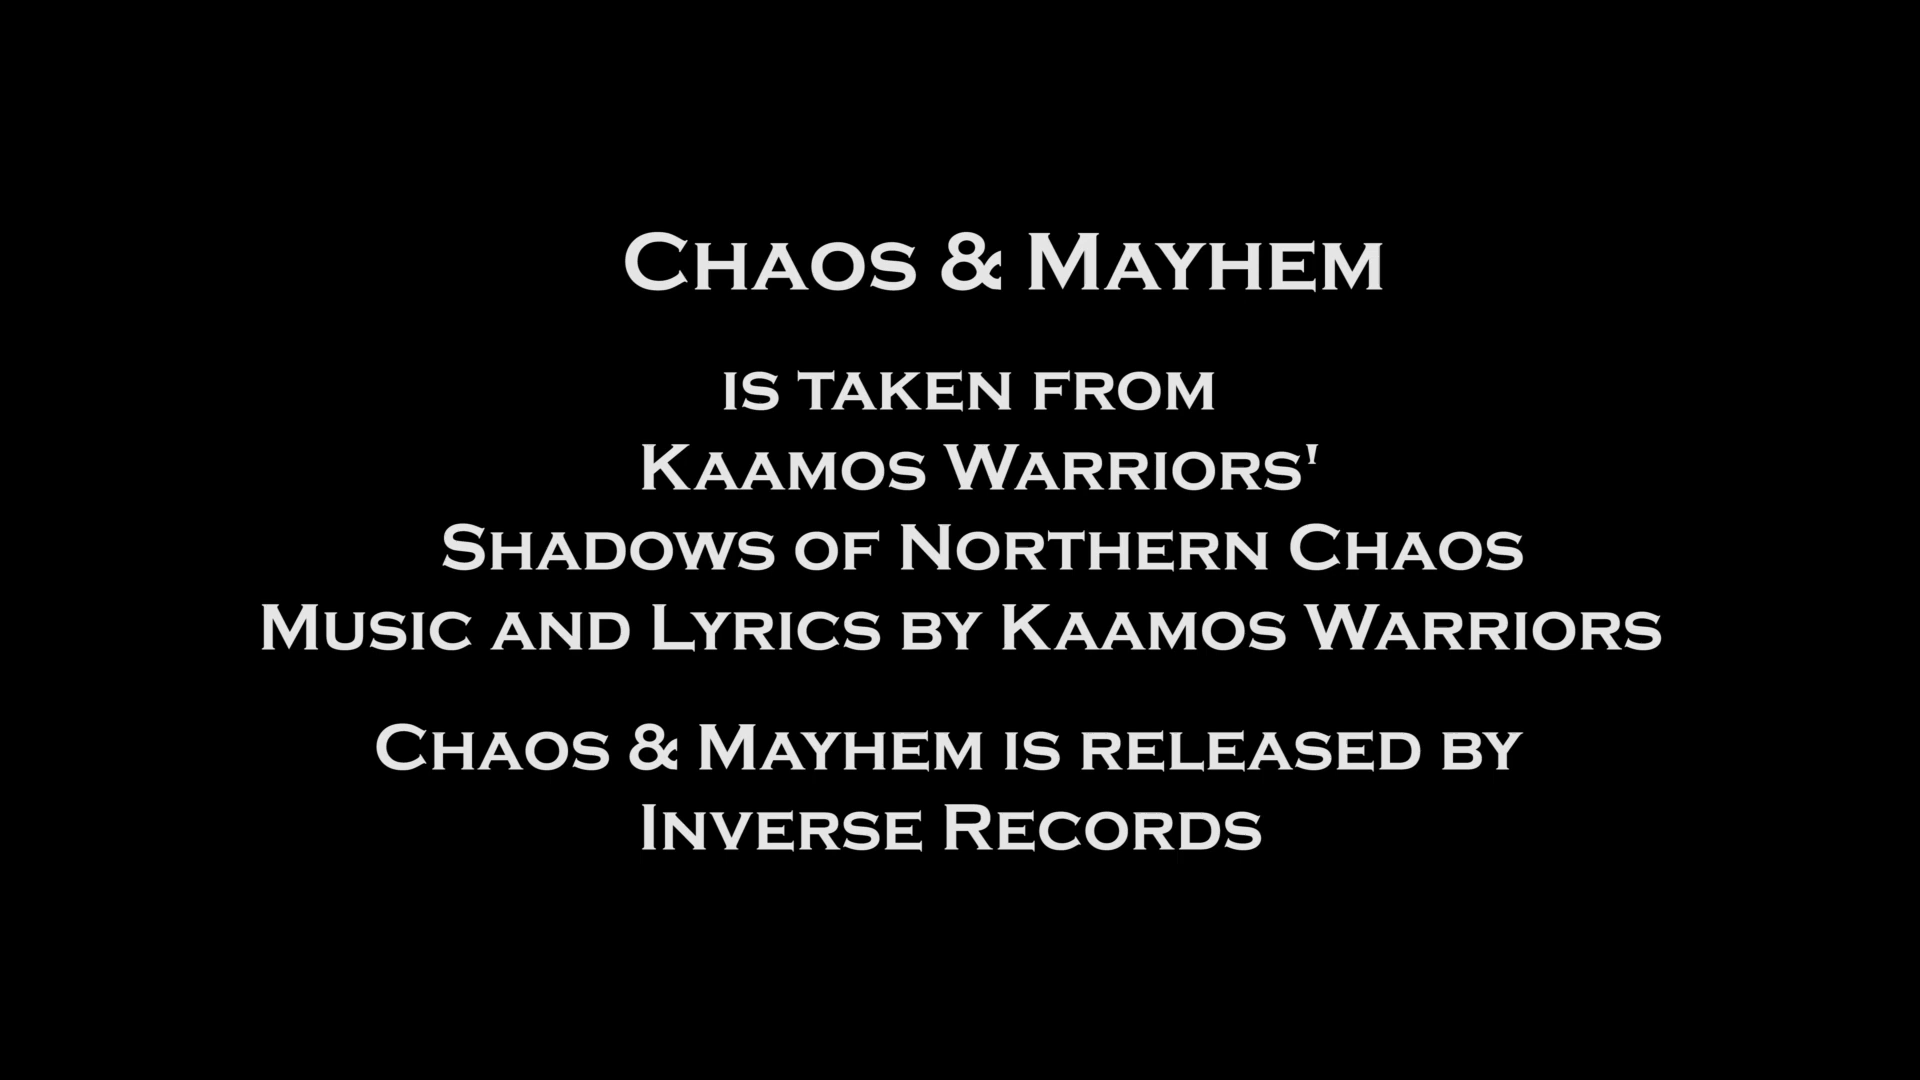 Chaos & Mayhem
is taken from
Kaamos Warriors'
Shadows of Northern Chaos
Music and Lyrics by Kaamos Warriors
Chaos & Mayhem is released by
Inverse Records